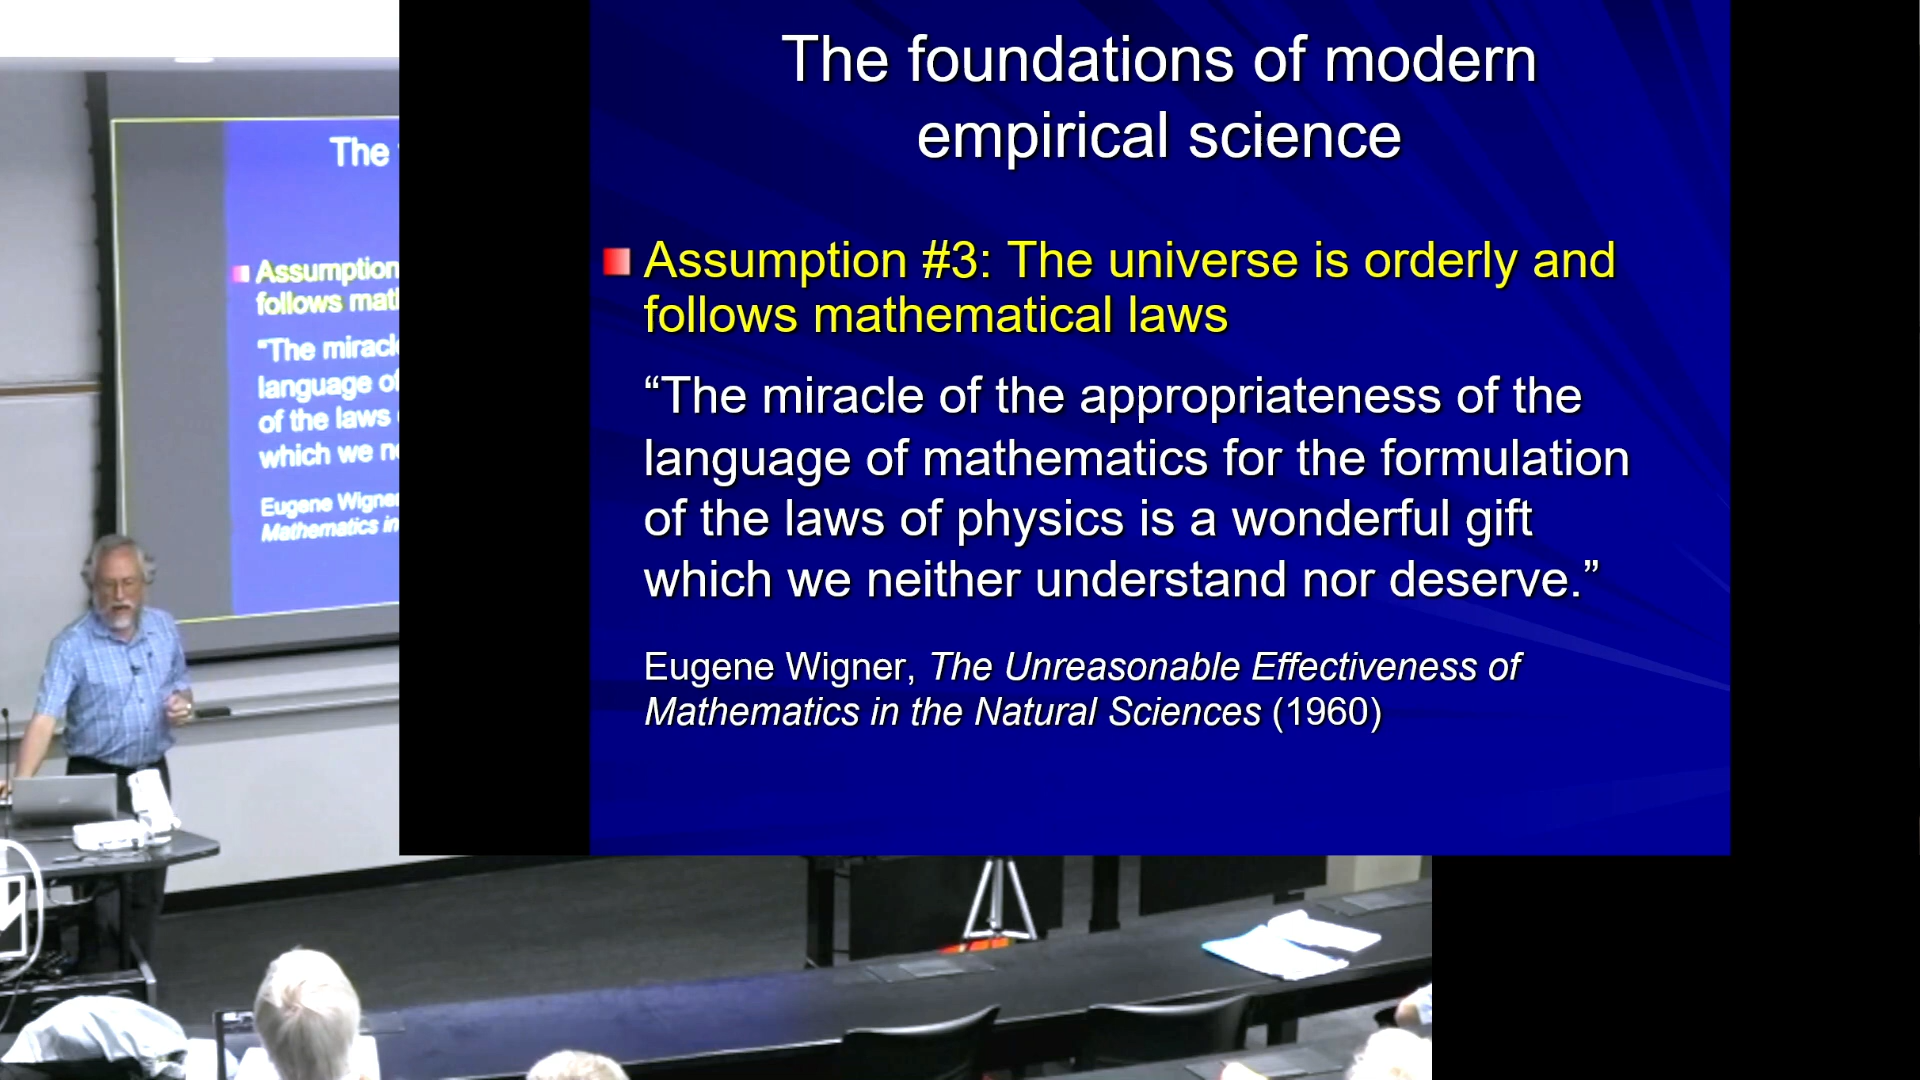 The foundations of modern
empirical science
Assumption #3: The universe is orderly and
follows mathematical laws
“The miracle of the appropriateness of the
language of mathematics for the formulation
of the laws of physics is a wonderful gift
which we neither understand nor deserve.”
Eugene Wigner, The Unreasonable Effectiveness of
Mathematics in the Natural Sciences (1960)
The
Assumption
follows mat
“The mirac
language of
of the laws
which we ne
Eugene Wigne
Mathematics in